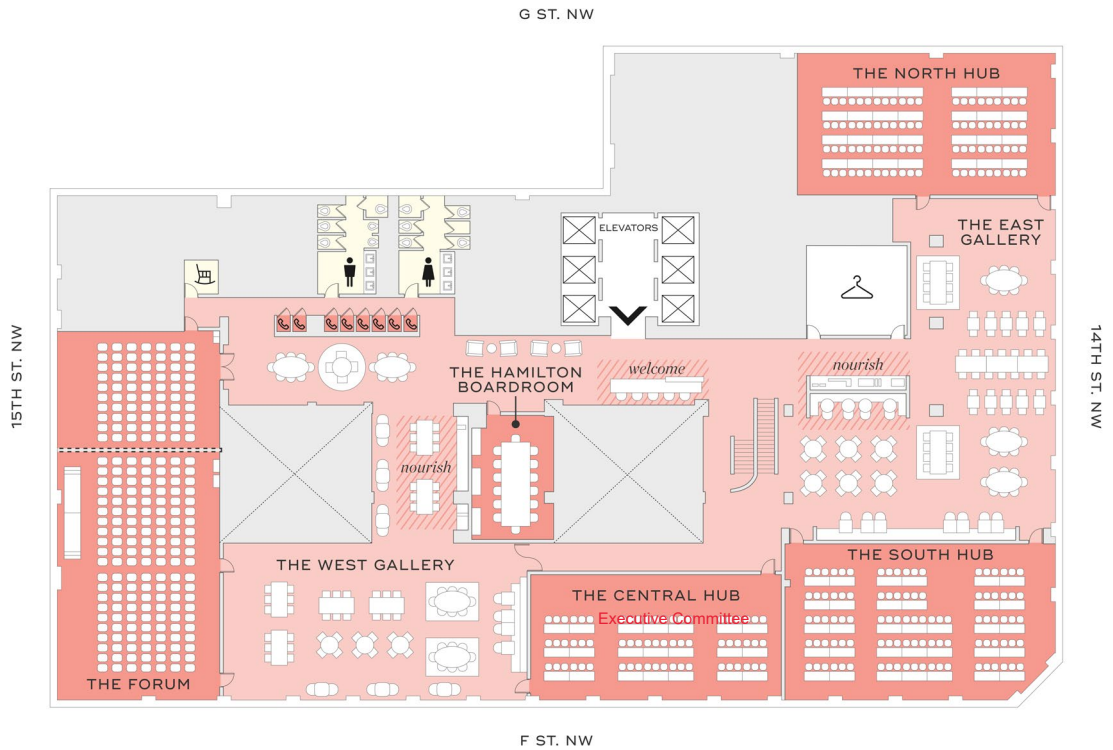 G ST. NW
THE NORTH HUB
THE EAST
GALLERY
ELEVATORS
15TH ST. NW
14TH ST. NW
THE HAMILTON
BOARDROOM
welcome
nourish
nourish
THE WEST GALLERY
THE SOUTH HUB
THE CENTRAL HUB
Executive Committee
THE FORUM
F ST. NW